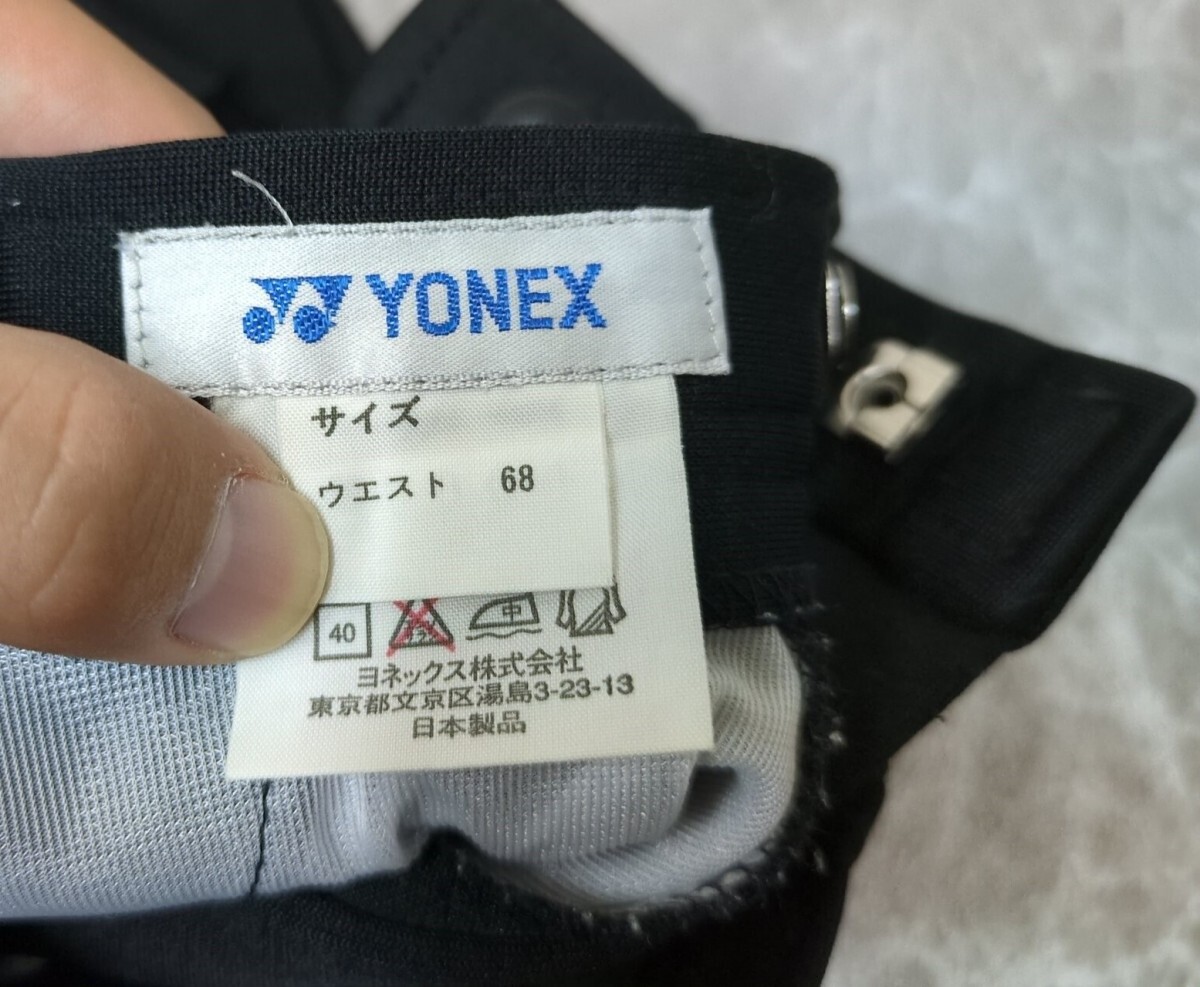 YONEX
サイズ
ウエスト 68
40
中
ヨネックス株式会社
東京都文京区湯島3-23-13
日本製品